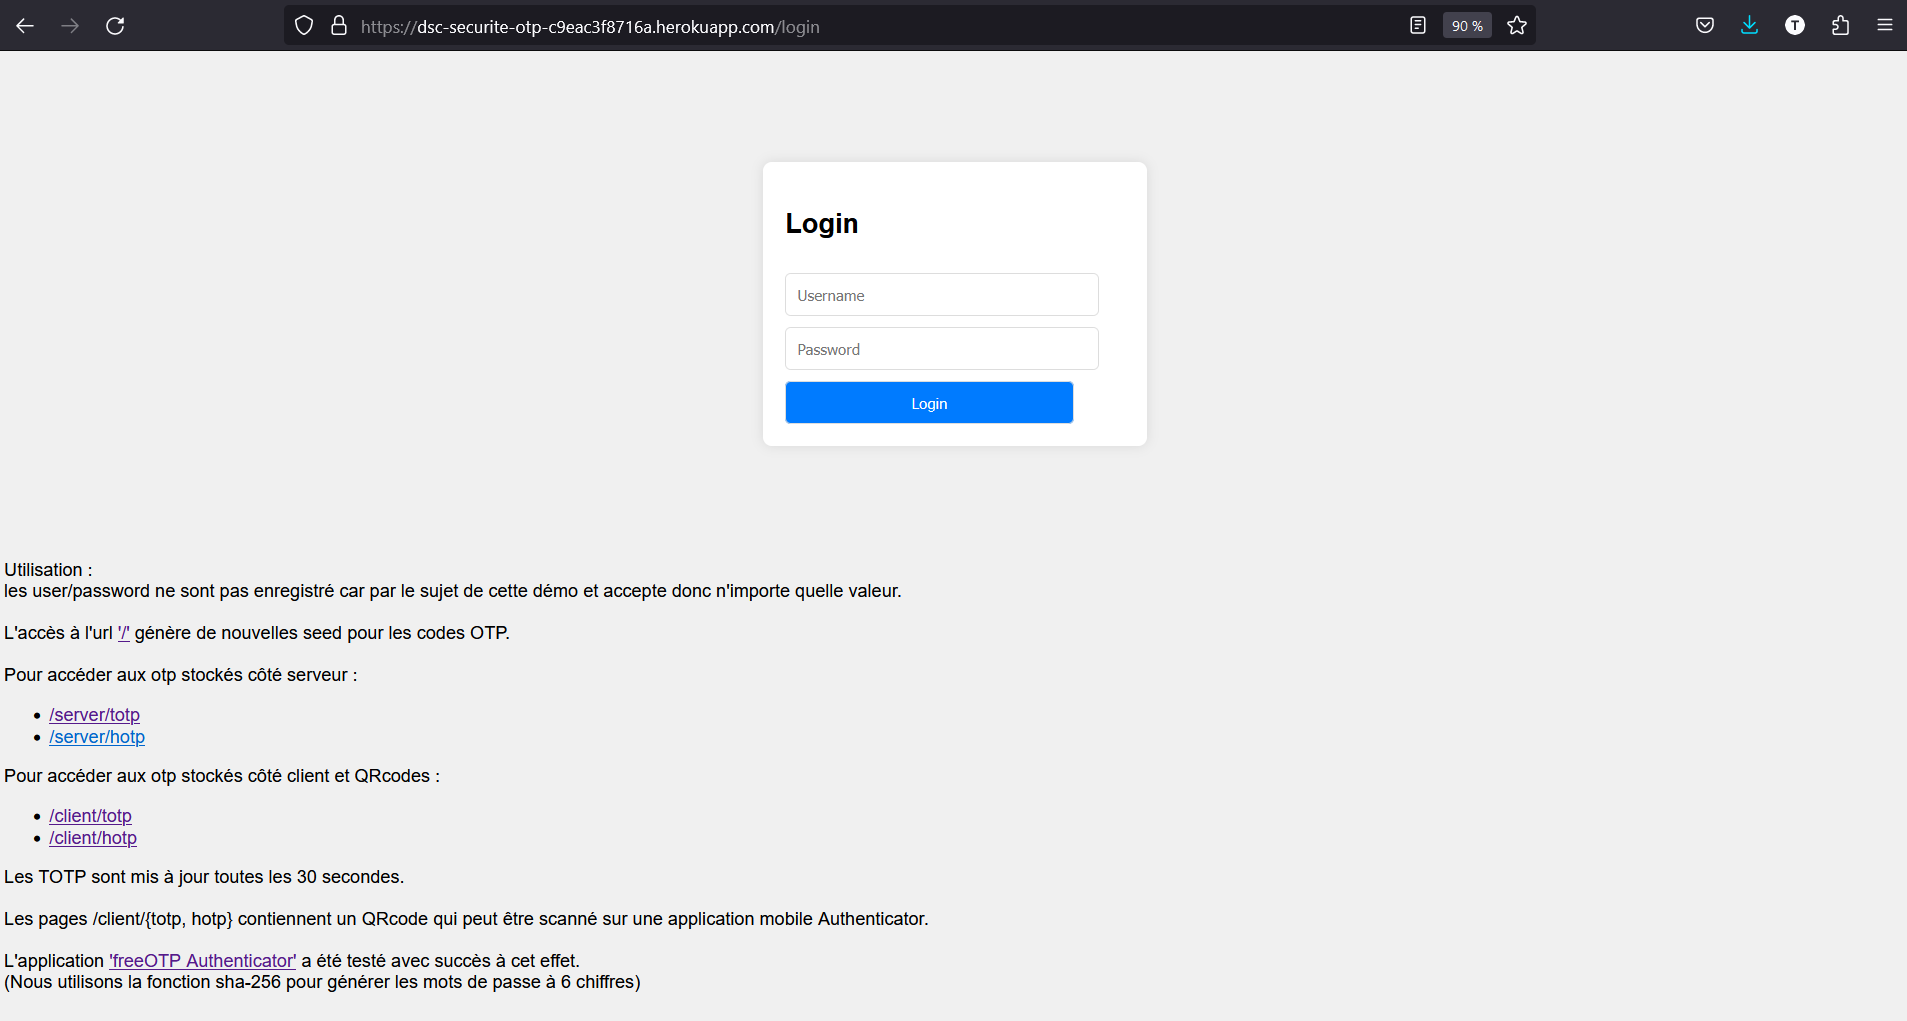 https://dsc-securite-otp-c9eac3f8716a.herokuapp.com/login
90 %
T
Login
Username
Password
Login
Utilisation :
les user/password ne sont pas enregistré car par le sujet de cette démo et accepte donc n'importe quelle valeur.
L'accès à l'url '/' génère de nouvelles seed pour les codes OTP.
Pour accéder aux otp stockés côté serveur :
• /server/totp
• /server/hotp
Pour accéder aux otp stockés côté client et QRcodes :
• /client/totp
• /client/hotp
Les TOTP sont mis à jour toutes les 30 secondes.
Les pages /client/{totp, hotp} contiennent un QRcode qui peut être scanné sur une application mobile Authenticator.
L'application 'freeOTP Authenticator' a été testé avec succès à cet effet.
(Nous utilisons la fonction sha-256 pour générer les mots de passe à 6 chiffres)